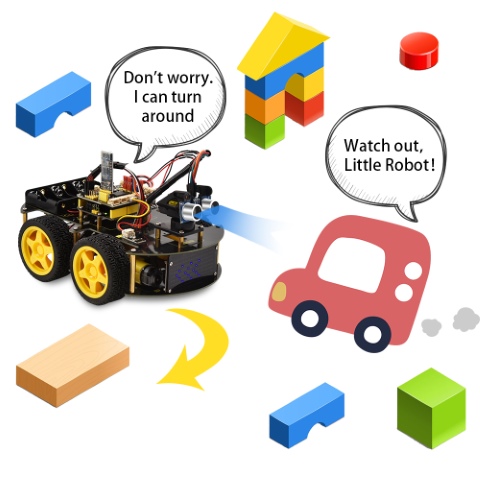 Don't worry.
I can turn
around
Watch out,
Little Robot!